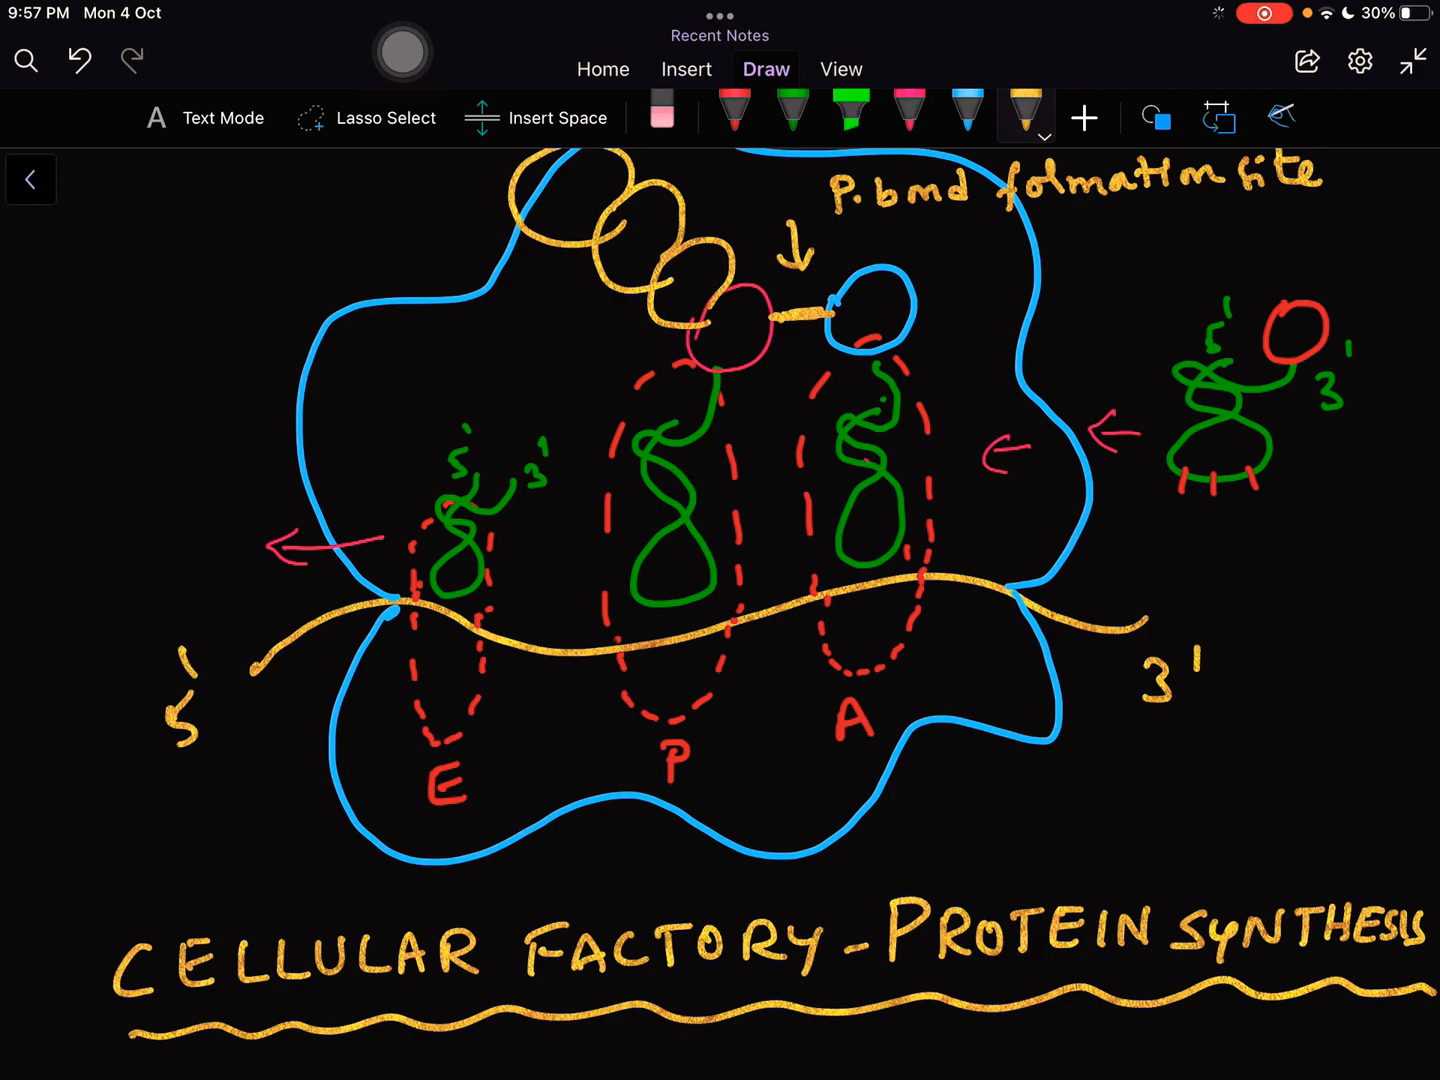 9:57 PM Mon 4 Oct
30%
Recent Notes
Home Insert Draw View
Text Mode Lasso Select Insert Space
P. bond formation site
5' 3'
5' 3'
5' 3'
E P A
CELLULAR FACTORY - PROTEIN SYNTHESIS